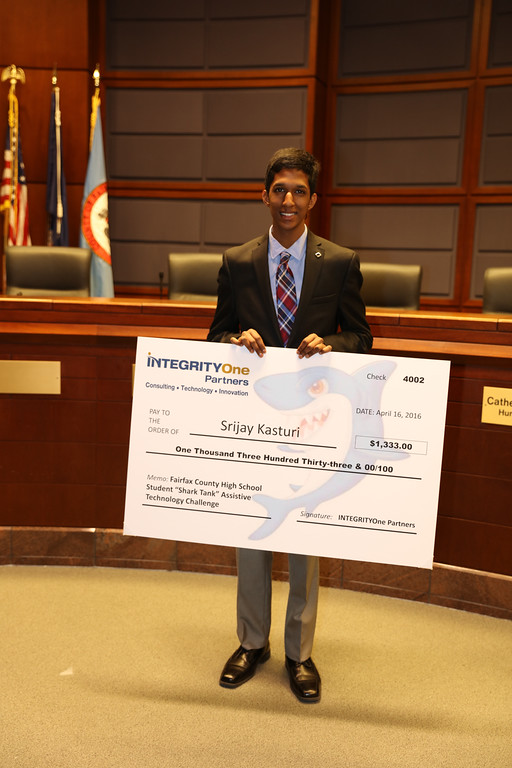 INTEGRITYOne
Partners
Consulting • Technology • Innovation
Check 4002
PAY TO
THE
ORDER OF
Srijay Kasturi
DATE: April 16, 2016
$1,333.00
One Thousand Three Hundred Thirty-three & 00/100
Memo: Fairfax County High School
Student "Shark Tank" Assistive
Technology Challenge
Signature: INTEGRITYOne Partners
Cathe
Hu